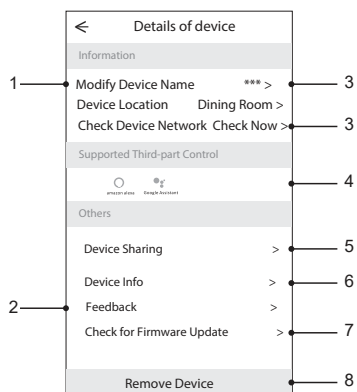 Details of device
Information
1 Modify Device Name *** > 3
Device Location Dining Room >
Check Device Network Check Now > 3
Supported Third-part Control
amazon alexa Google Assistant 4
Others
Device Sharing > 5
Device Info > 6
2 Feedback >
Check for Firmware Update > 7
Remove Device 8